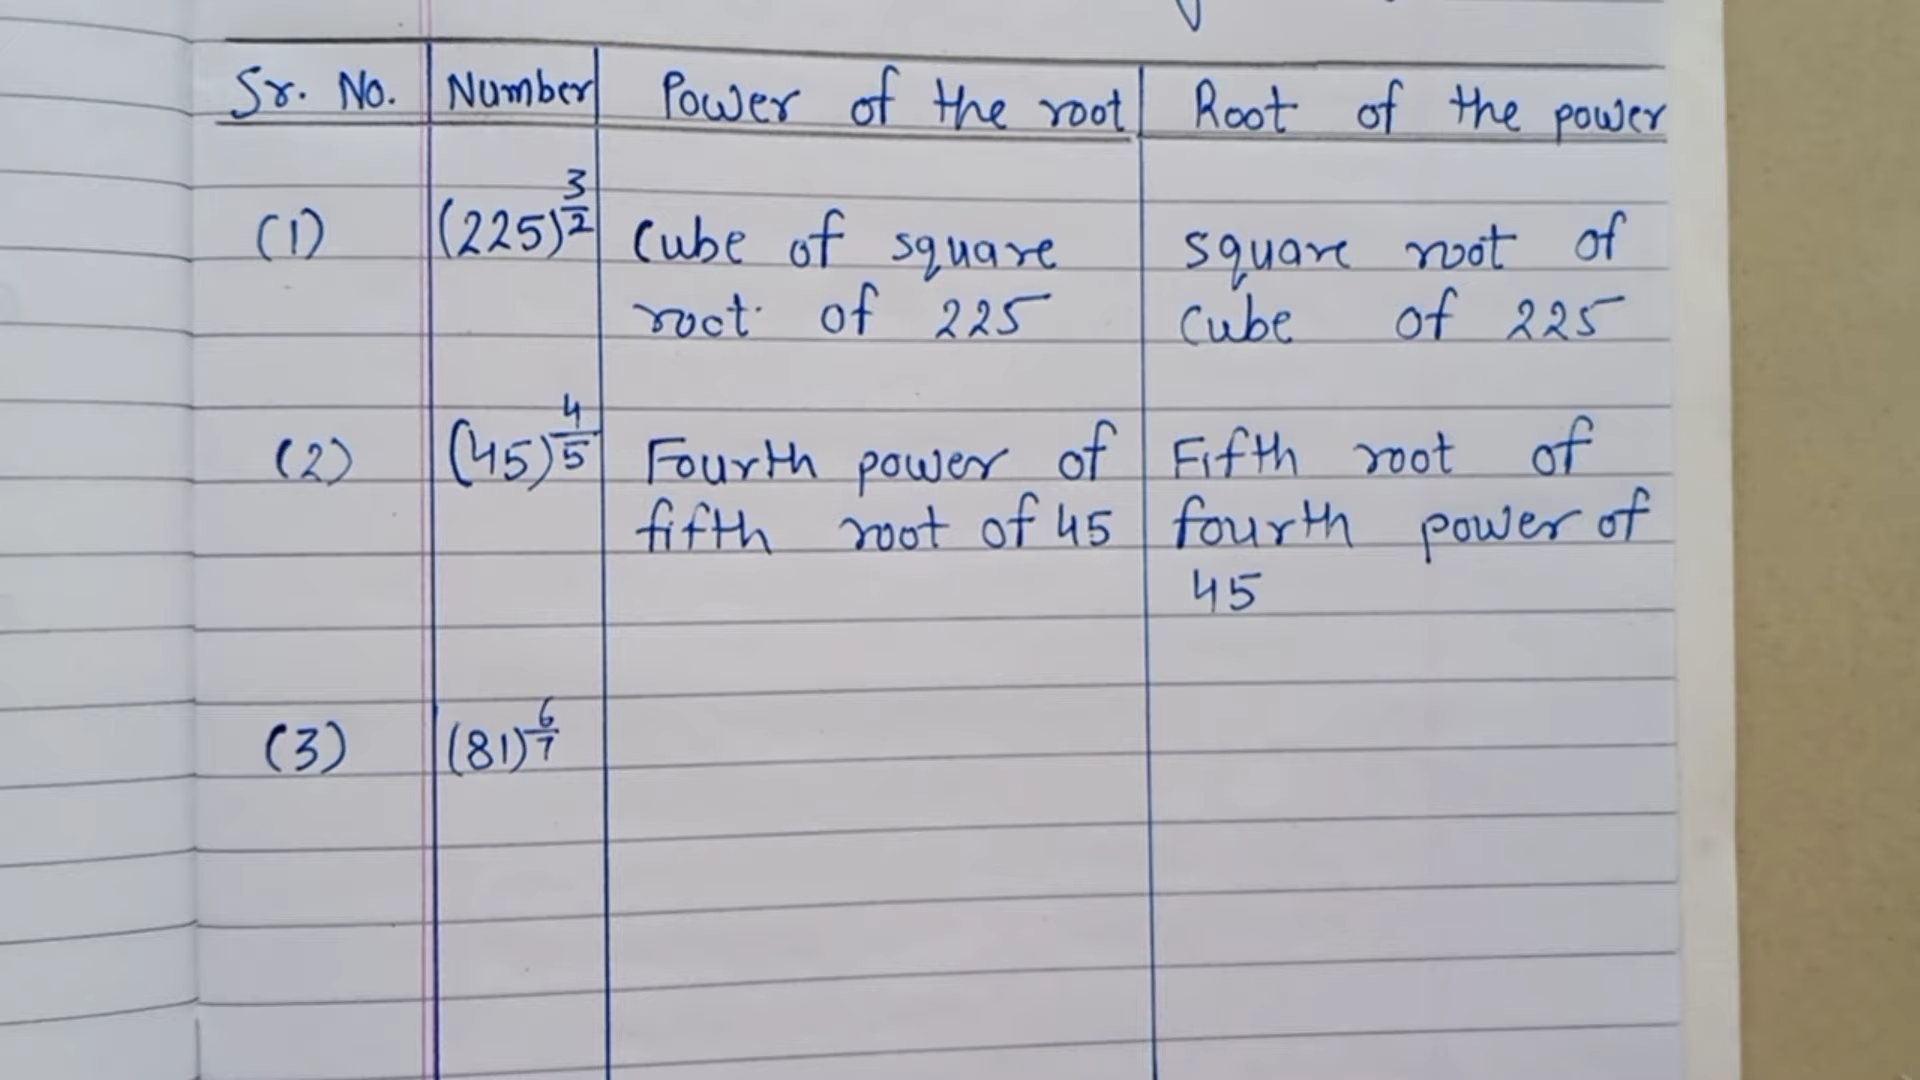 Sr. No. Number Power of the root Root of the power
(1) (225)^3/2 Cube of square root of 225 square root of cube of 225
(2) (45)^4/5 Fourth power of fifth root of 45 Fifth root of fourth power of 45
(3) (81)^6/7